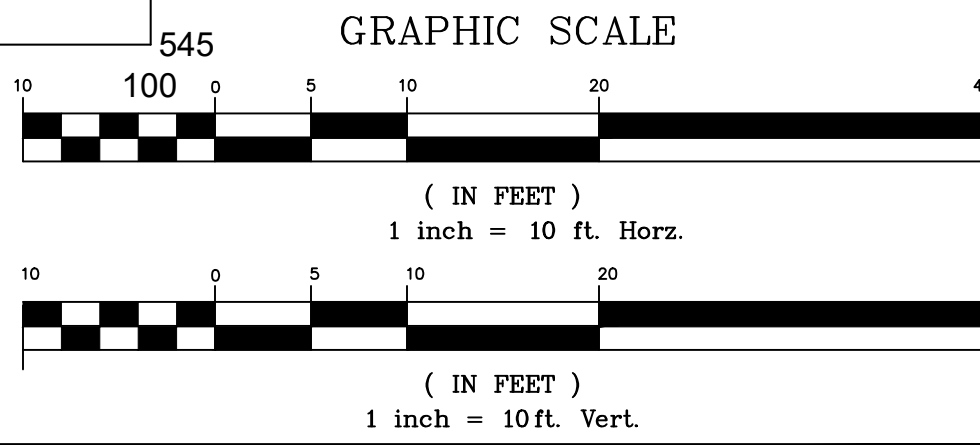 545
GRAPHIC SCALE
100
10 0 5 10 20 4
( IN FEET )
1 inch = 10 ft. Horz.
10 0 5 10 20
( IN FEET )
1 inch = 10 ft. Vert.